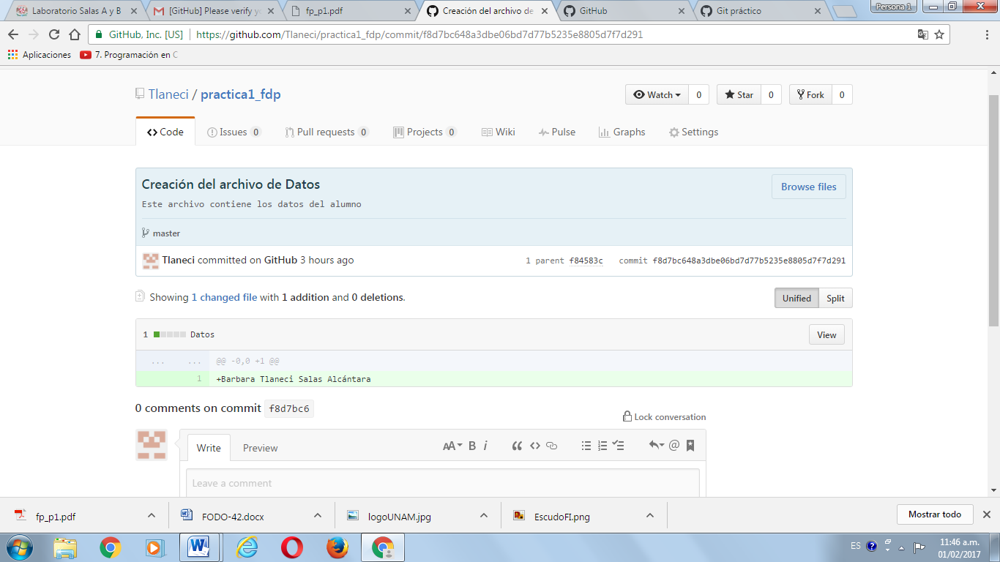 Laboratorio Salas A y B
[GitHub] Please verify yo
fp_p1.pdf
Creación del archivo de
GitHub
Git práctico
Persona 1
GitHub, Inc. [US] https://github.com/Tlaneci/practica1_fdp/commit/f8d7bc648a3dbe06bd7d77b5235e8805d7f7d291
Aplicaciones 7. Programación en C
Tlaneci / practica1_fdp
Watch 0 Star 0 Fork 0
Code Issues 0 Pull requests 0 Projects 0 Wiki Pulse Graphs Settings
Creación del archivo de Datos
Browse files
Este archivo contiene los datos del alumno
master
Tlaneci committed on GitHub 3 hours ago
1 parent f84583c commit f8d7bc648a3dbe06bd7d77b5235e8805d7f7d291
Showing 1 changed file with 1 addition and 0 deletions.
Unified Split
1 Datos
View
... ... @@ -0,0 +1 @@
1 +Barbara Tlaneci Salas Alcántara
0 comments on commit f8d7bc6
Lock conversation
Write Preview
AA B i “ <> @
Leave a comment
fp_p1.pdf
FODO-42.docx
logoUNAM.jpg
EscudoFI.png
Mostrar todo
ES
11:46 a.m.
01/02/2017